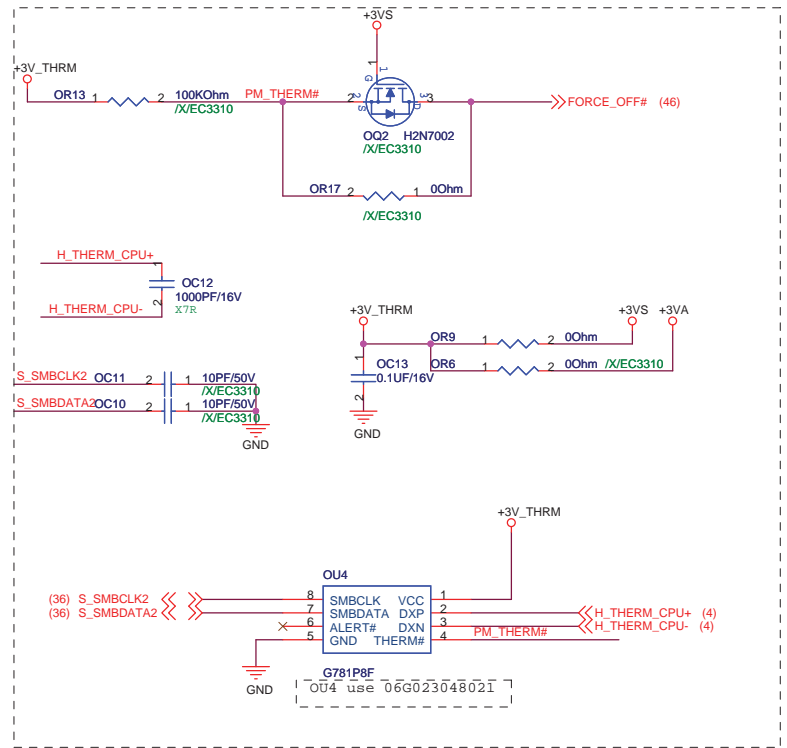 +3VS
+3V_THRM
1
1
G
OR13 1 2 100KOhm PM_THERM# 2 2 S 3 D 3 FORCE_OFF# (46)
/X/EC3310
OQ2 H2N7002
/X/EC3310
OR17 2 1 0Ohm
/X/EC3310
H_THERM_CPU+
1
OC12
1000PF/16V
X7R
2
H_THERM_CPU-
+3V_THRM
+3VS +3VA
OR9 1 2 0Ohm
OR6 1 2 0Ohm /X/EC3310
1
OC13
0.1UF/16V
2
GND
S_SMBCLK2 OC11 2 1 10PF/50V
/X/EC3310
S_SMBDATA2 OC10 2 1 10PF/50V
/X/EC3310
GND
+3V_THRM
OU4
(36) S_SMBCLK2 8 SMBCLK VCC 1
(36) S_SMBDATA2 7 SMBDATA DXP 2 H_THERM_CPU+ (4)
6 ALERT# DXN 3 H_THERM_CPU- (4)
5 GND THERM# 4 PM_THERM#
GND
G781P8F
OU4 use 06G023048021